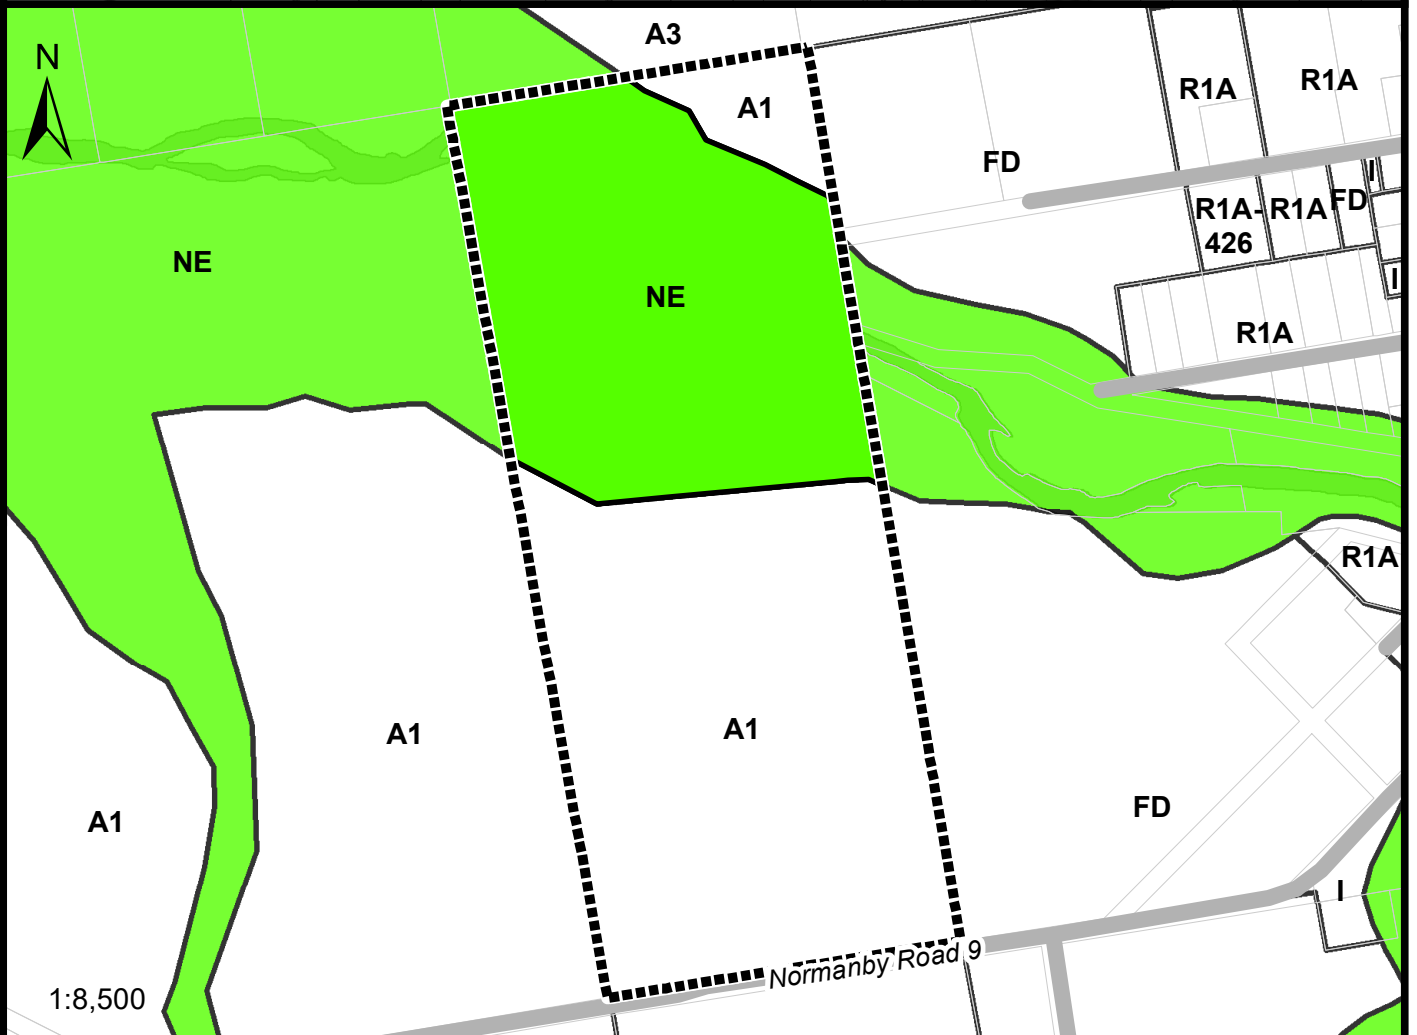 N
A3
A1
R1A
R1A
FD
I
R1A-
426
R1A
FD
NE
NE
I
R1A
R1A
A1
A1
A1
FD
I
Normanby Road 9
1:8,500